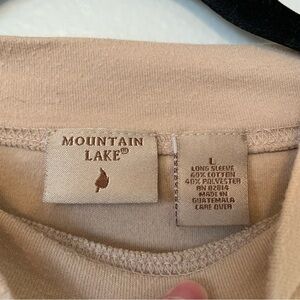 MOUNTAIN
LAKE®
L
LONG SLEEVE
60% COTTON
40% POLYESTER
RN 82814
MADE IN
GUATEMALA
CARE OVER